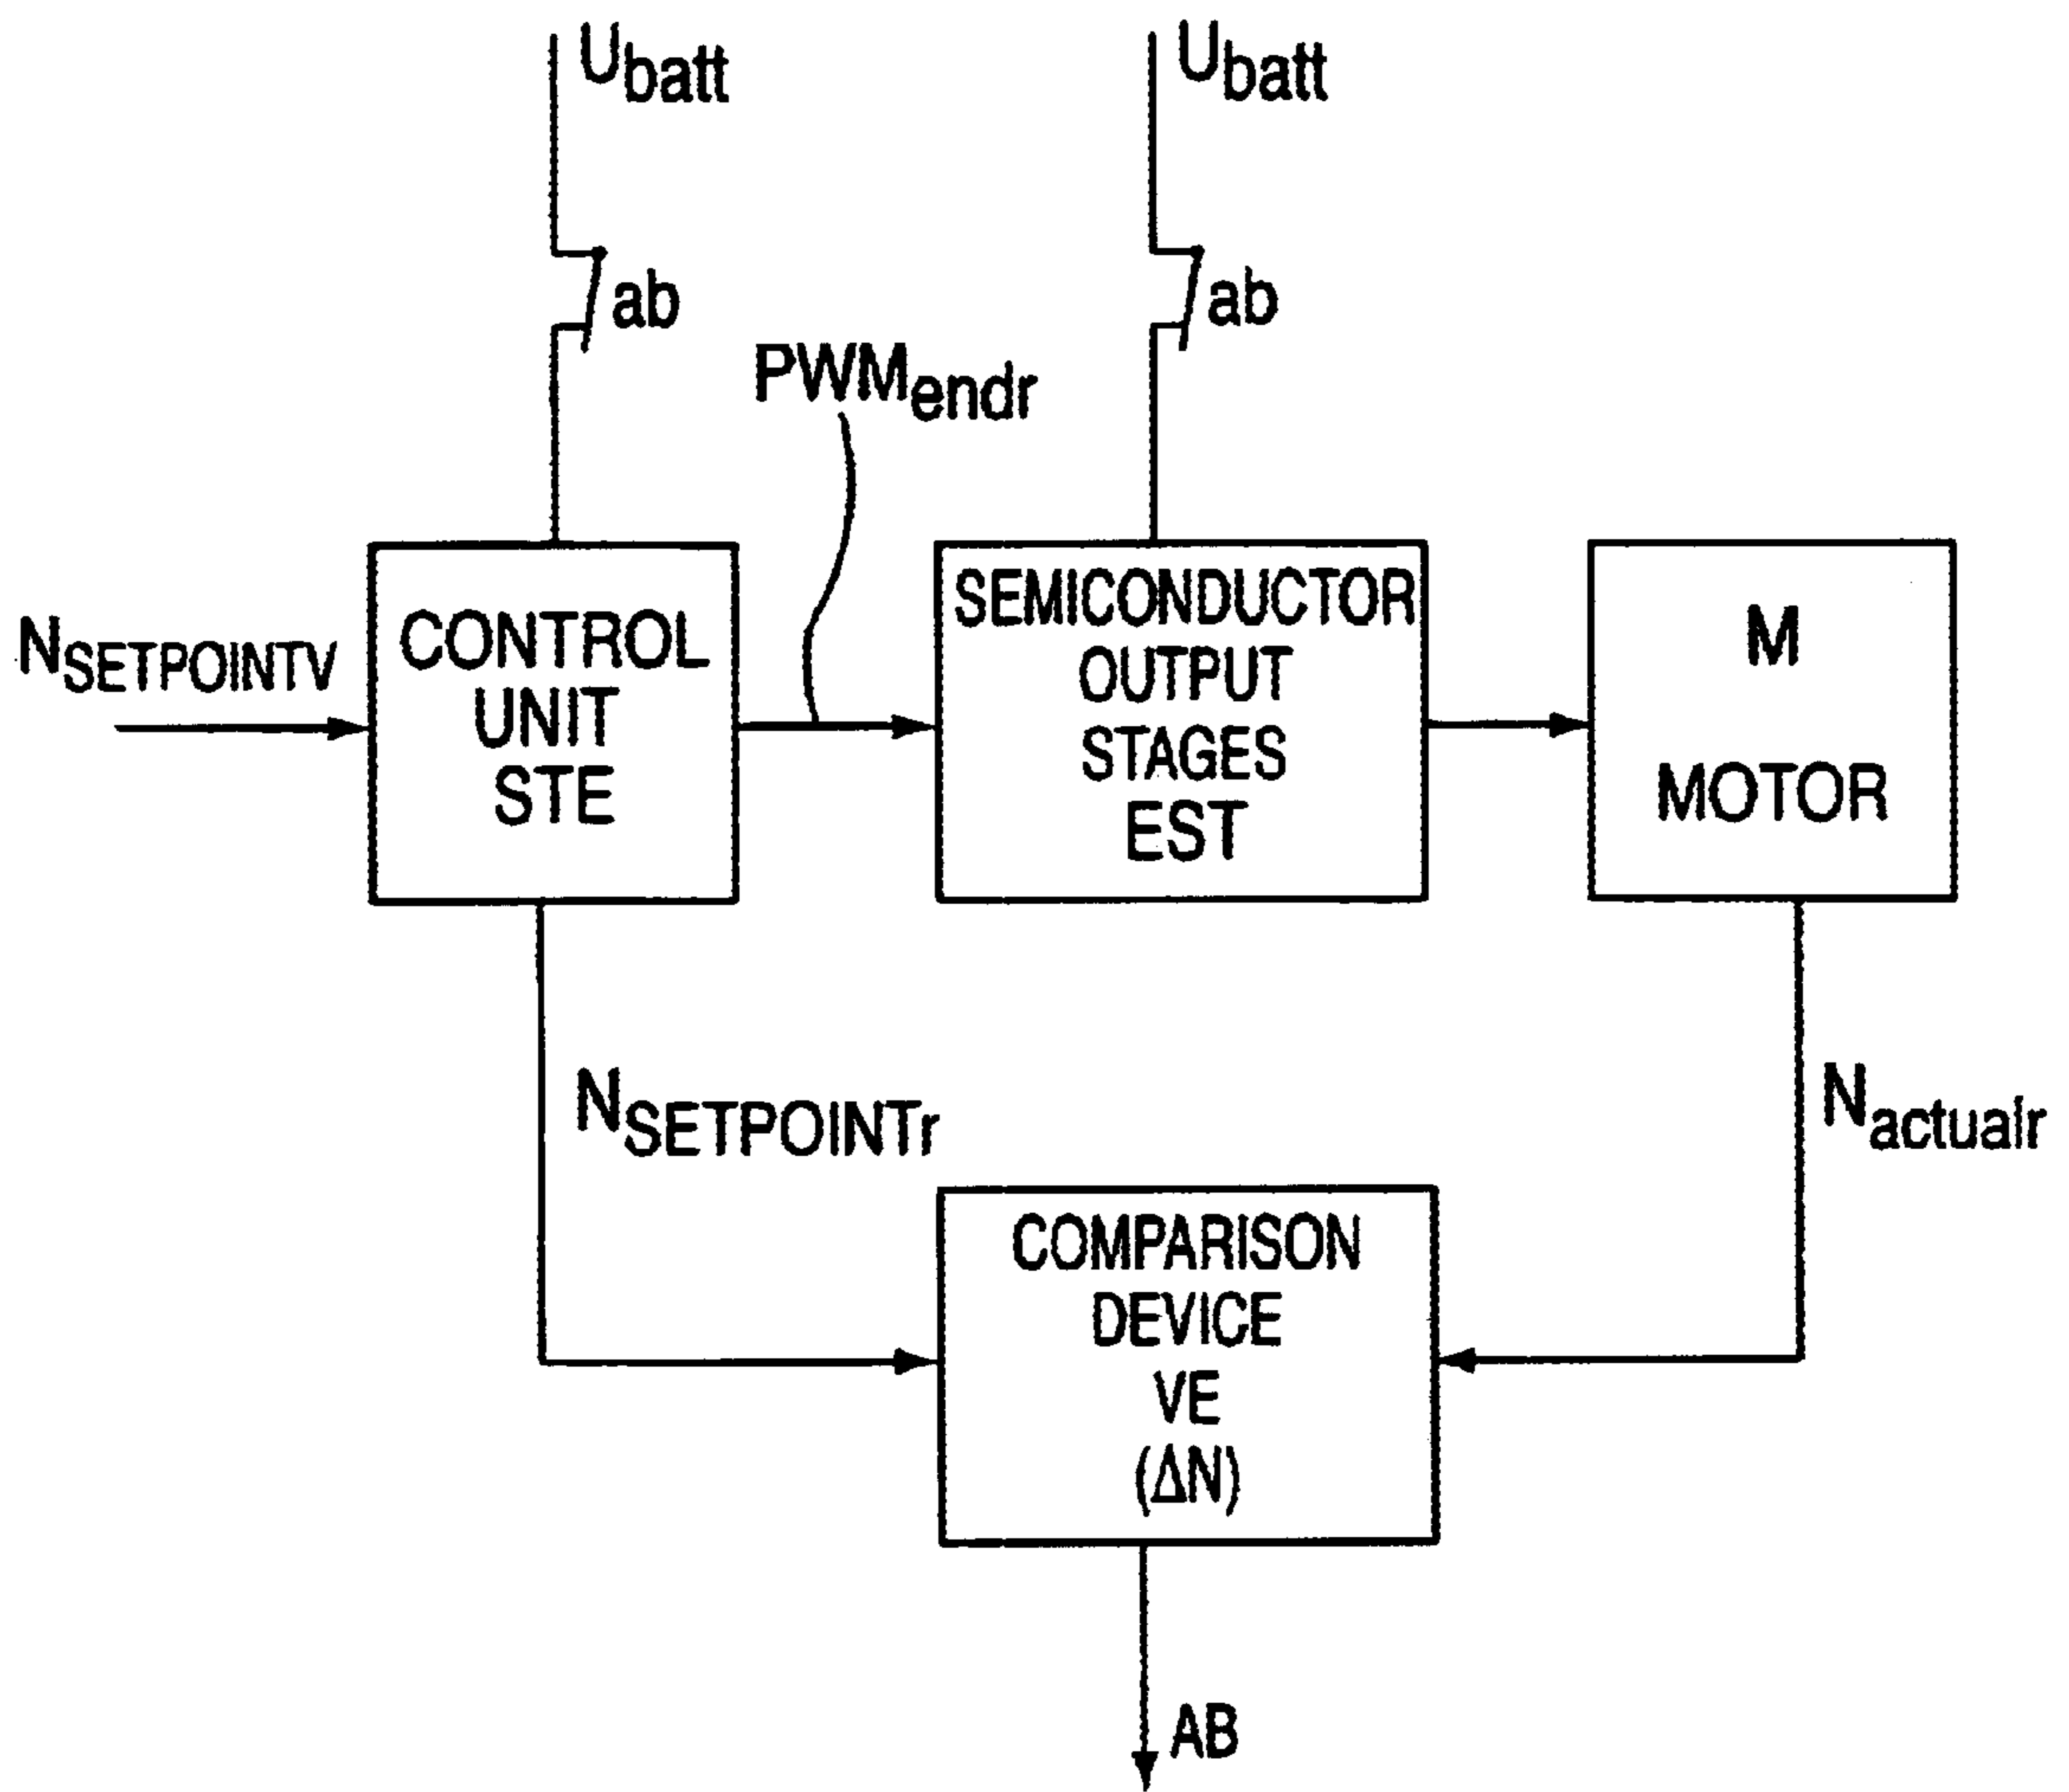 Ubatt
Ubatt
ab
ab
PWMendr
NSETPOINTV
CONTROL
UNIT
STE
SEMICONDUCTOR
OUTPUT
STAGES
EST
M
MOTOR
NSETPOINTr
Nactualr
COMPARISON
DEVICE
VE
(ΔN)
AB